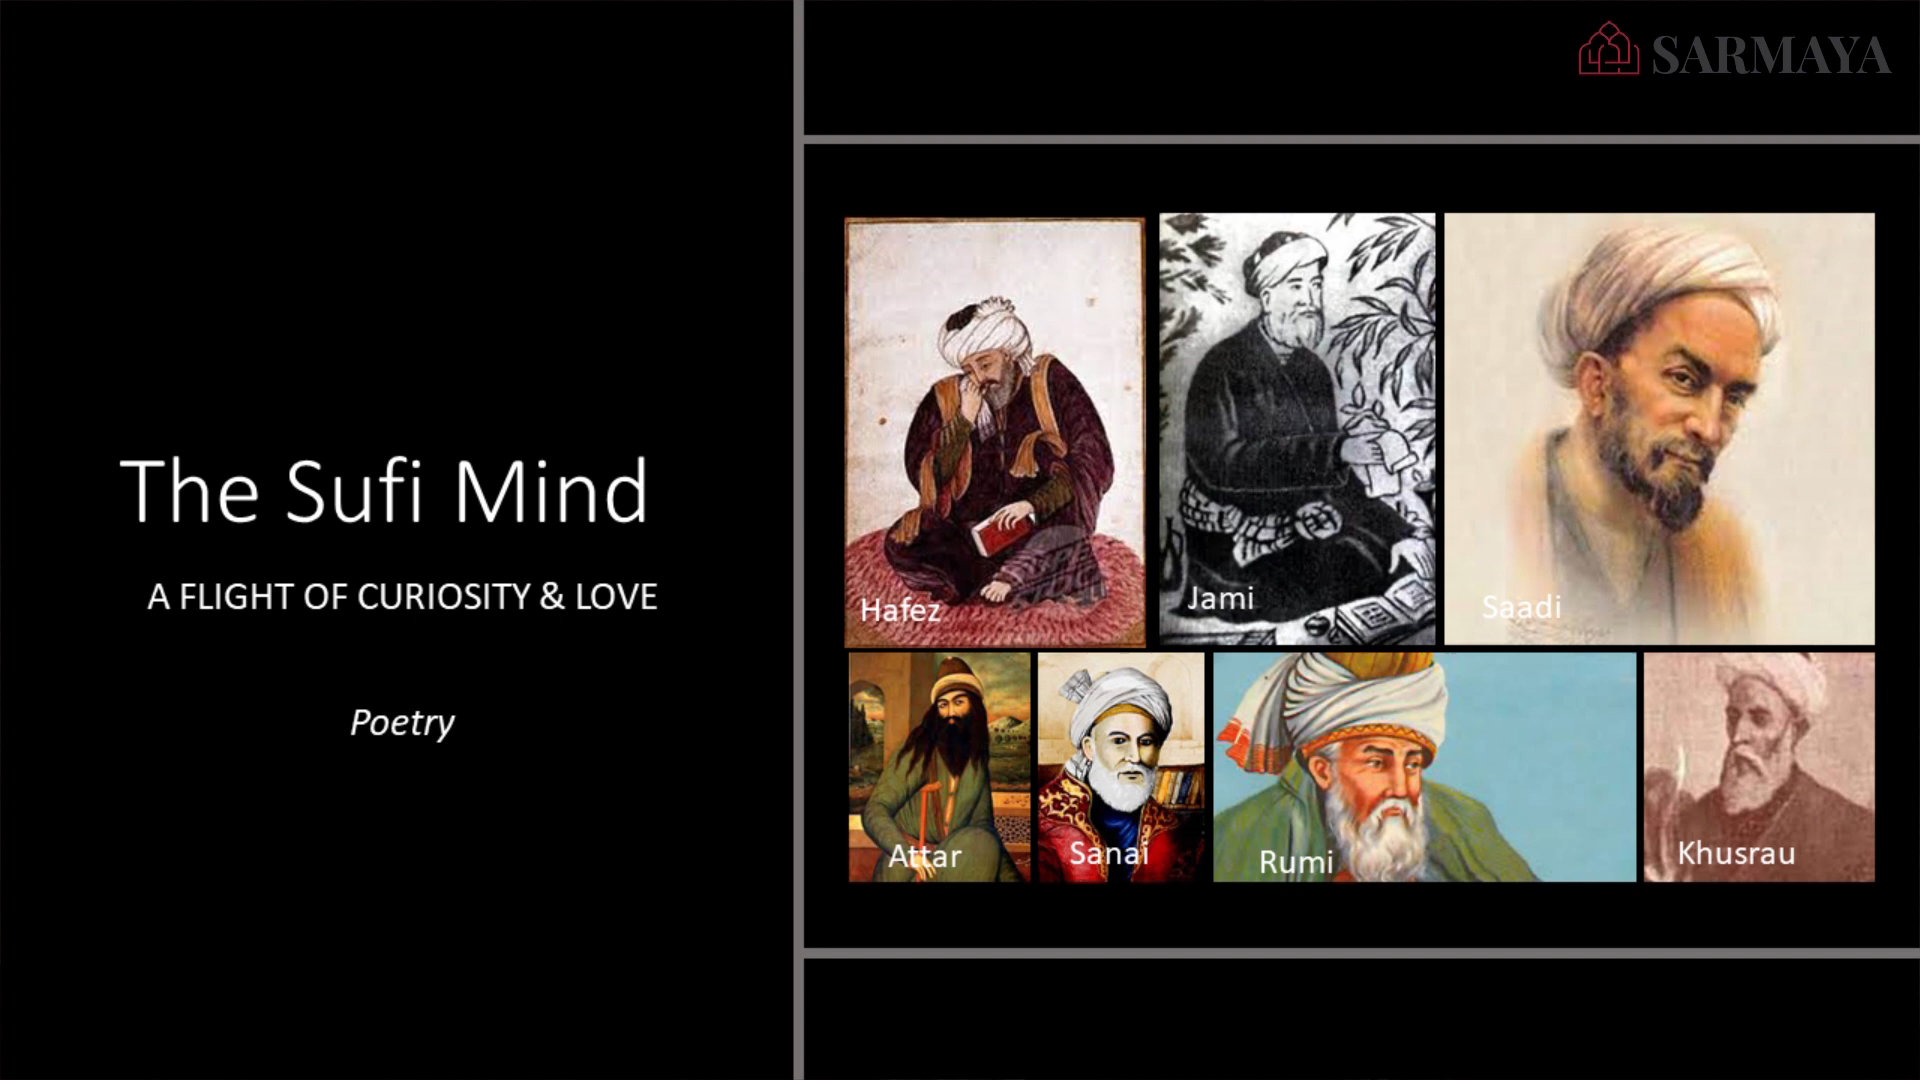 SARMAYA
The Sufi Mind
A FLIGHT OF CURIOSITY & LOVE
Poetry
Hafez
Jami
Saadi
Attar
Sanai
Rumi
Khusrau